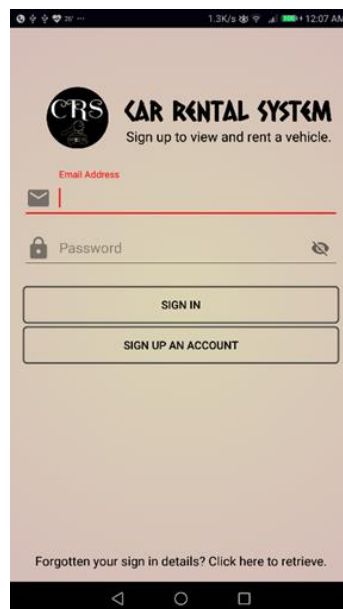 1.3K/s 12:07 AM
CRS
CAR RENTAL SYSTEM
Sign up to view and rent a vehicle.
Email Address
Password
SIGN IN
SIGN UP AN ACCOUNT
Forgotten your sign in details? Click here to retrieve.